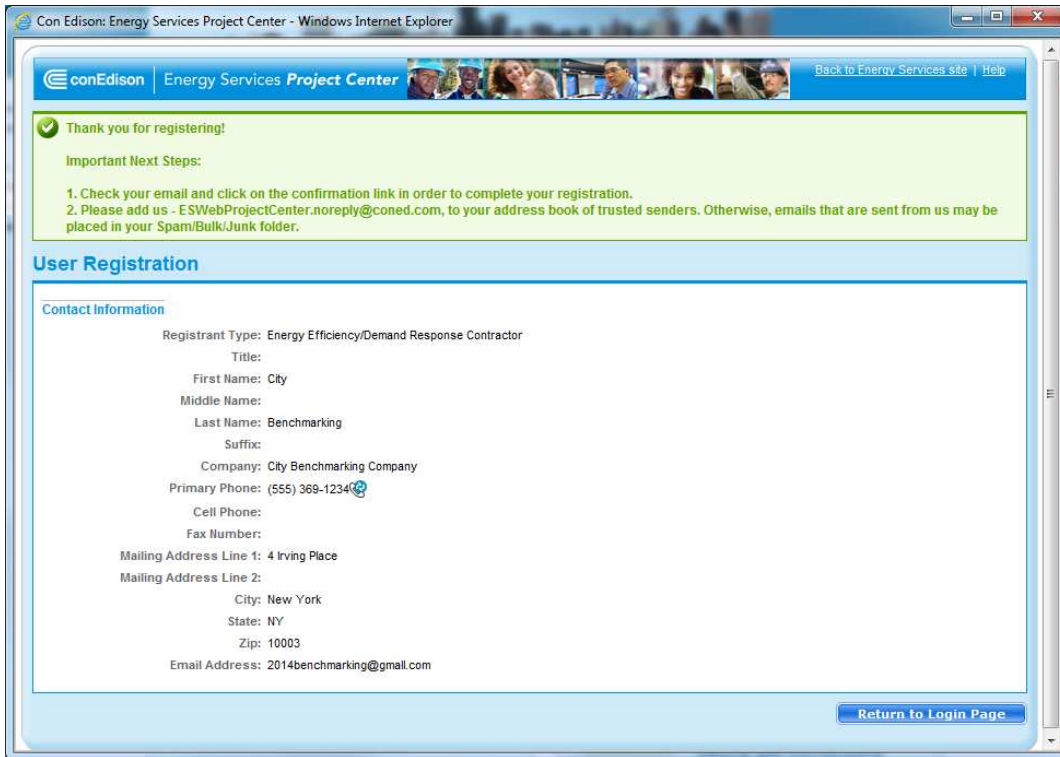 Con Edison: Energy Services Project Center - Windows Internet Explorer
conEdison Energy Services Project Center
Back to Energy Services site | Help
Thank you for registering!
Important Next Steps:
1. Check your email and click on the confirmation link in order to complete your registration.
2. Please add us - ESWebProjectCenter.noreply@coned.com, to your address book of trusted senders. Otherwise, emails that are sent from us may be
placed in your Spam/Bulk/Junk folder.
User Registration
Contact Information
Registrant Type: Energy Efficiency/Demand Response Contractor
Title:
First Name: City
Middle Name:
Last Name: Benchmarking
Suffix:
Company: City Benchmarking Company
Primary Phone: (555) 369-1234
Cell Phone:
Fax Number:
Mailing Address Line 1: 4 Irving Place
Mailing Address Line 2:
City: New York
State: NY
Zip: 10003
Email Address: 2014benchmarking@gmail.com
Return to Login Page